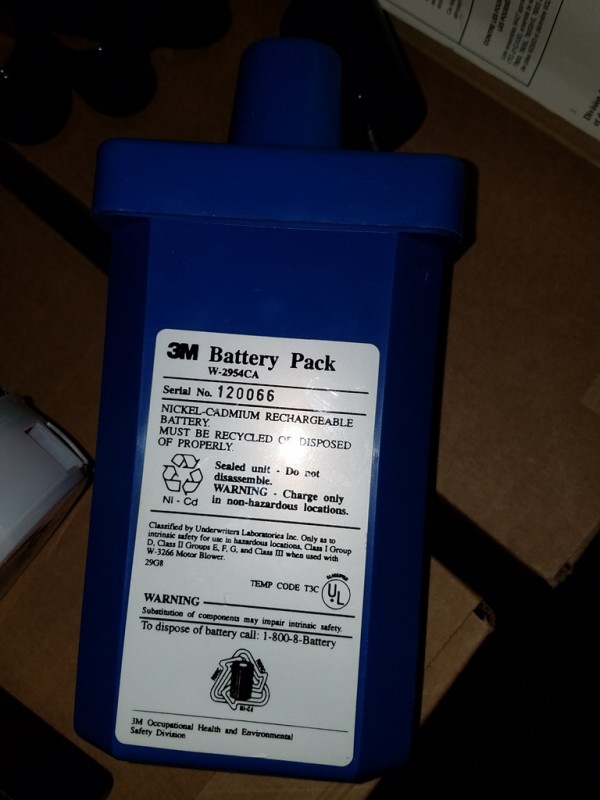 3M Battery Pack
W-2954CA
Serial No. 120066
NICKEL-CADMIUM RECHARGEABLE
BATTERY.
MUST BE RECYCLED OR DISPOSED
OF PROPERLY.
Sealed unit - Do not
disassemble.
WARNING - Charge only
in non-hazardous locations.
Ni - Cd
Classified by Underwriters Laboratories Inc. Only as to
intrinsic safety for use in hazardous locations, Class I Group
D, Class II Groups E, F, G, and Class III when used with
W-3266 Motor Blower.
29G8
TEMP CODE T3C
CLASSIFIED
UL
WARNING
Substitution of components may impair intrinsic safety.
To dispose of battery call: 1-800-8-Battery
Ni-Cd
3M Occupational Health and Environmental
Safety Division